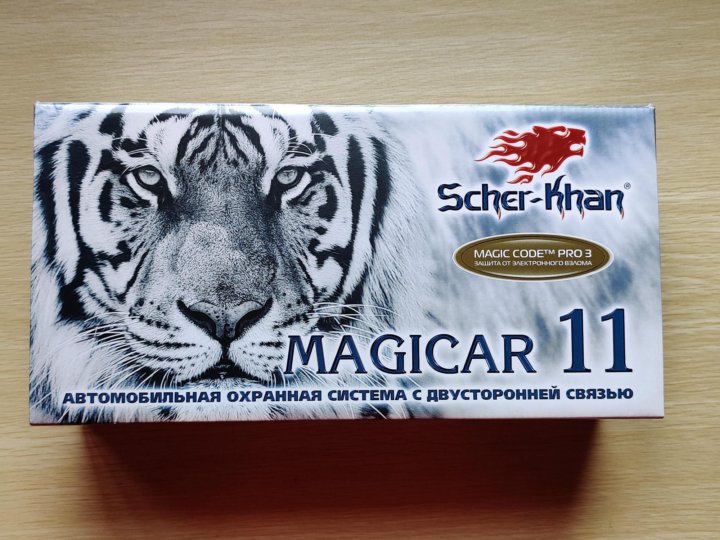 Scher-Khan®
MAGIC CODE™ PRO 3
ЗАЩИТА ОТ ЭЛЕКТРОННОГО ВЗЛОМА
MAGICAR 11
АВТОМОБИЛЬНАЯ ОХРАННАЯ СИСТЕМА С ДВУСТОРОННЕЙ СВЯЗЬЮ